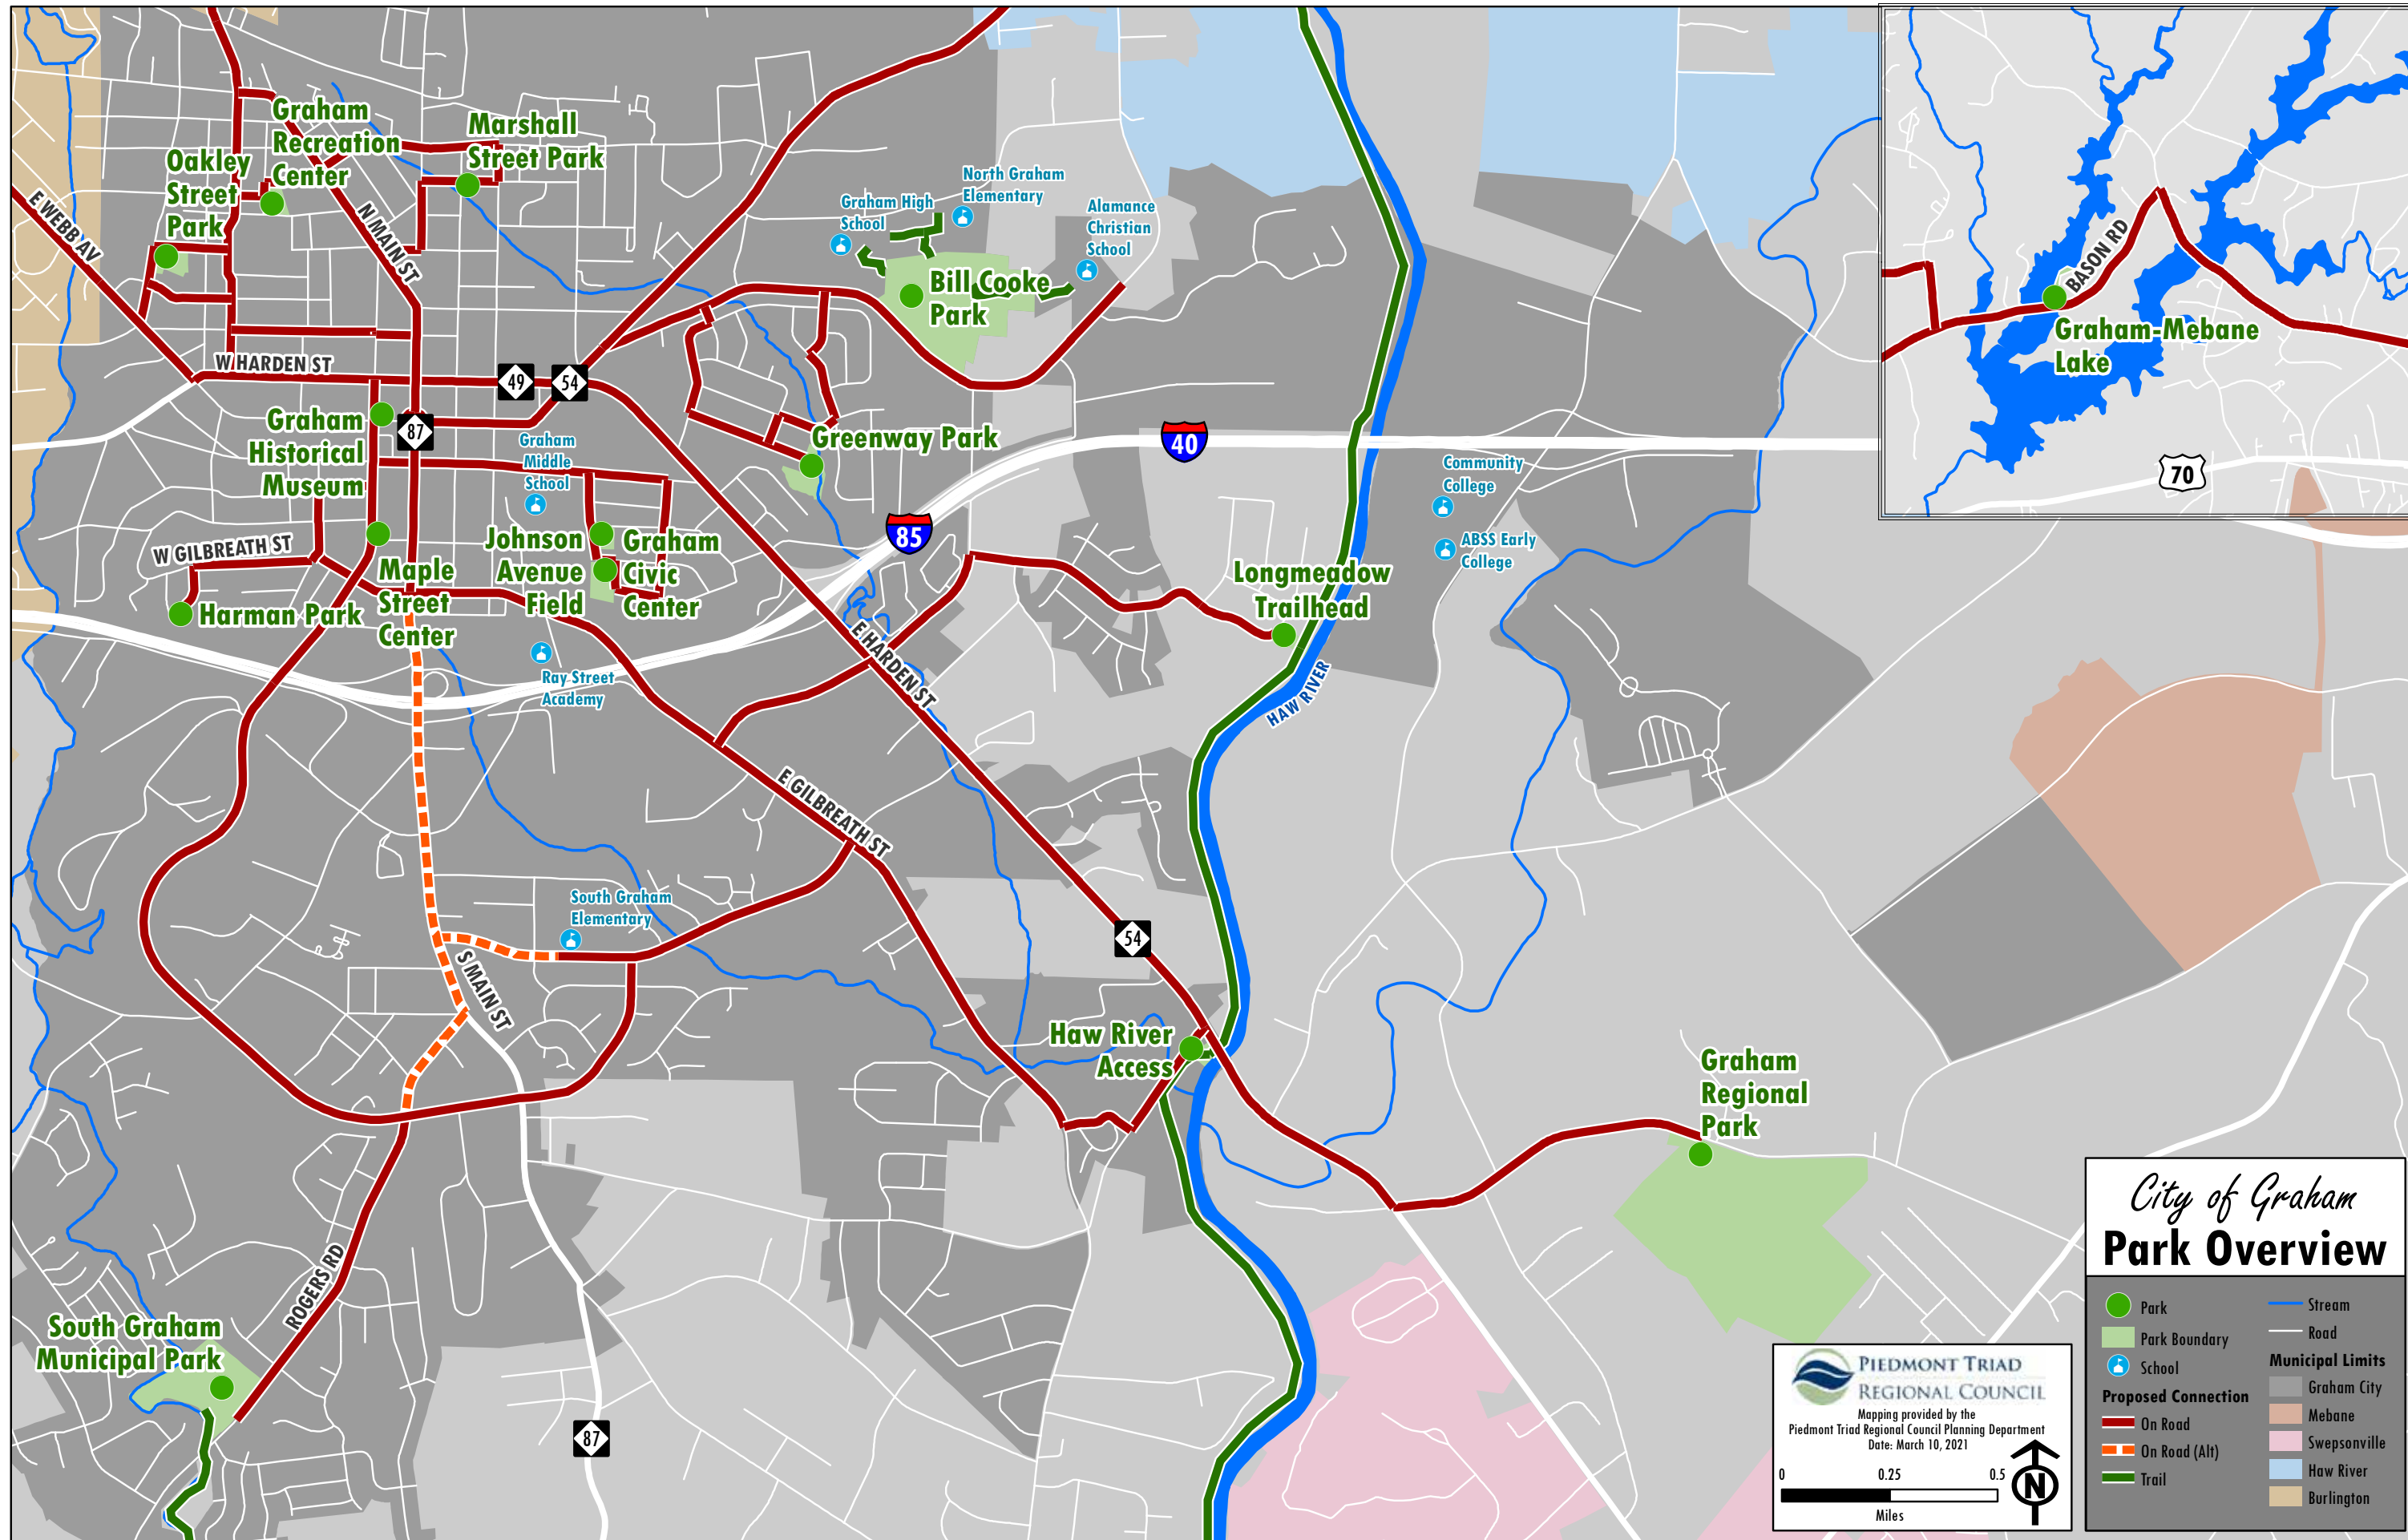 Graham
Recreation
Center
Marshall
Street Park
Oakley
Street
Park
E WEBB AV
N MAIN ST
Graham High
School
North Graham
Elementary
Alamance
Christian
School
Bill Cooke
Park
BASON RD
Graham-Mebane
Lake
70
W HARDEN ST
49
54
87
Graham
Historical
Museum
Graham
Middle
School
Greenway Park
40
85
Community
College
ABSS Early
College
W GILBREATH ST
Harman Park
Maple
Street
Center
Johnson
Avenue
Field
Graham
Civic
Center
Longmeadow
Trailhead
HAW RIVER
E HARDEN ST
Ray Street
Academy
E GILBREATH ST
South Graham
Elementary
S MAIN ST
54
Haw River
Access
Graham
Regional
Park
ROGERS RD
South Graham
Municipal Park
87
City of Graham
Park Overview
Park
Park Boundary
School
Proposed Connection
On Road
On Road (Alt)
Trail
Stream
Road
Municipal Limits
Graham City
Mebane
Swepsonville
Haw River
Burlington
PIEDMONT TRIAD
REGIONAL COUNCIL
Mapping provided by the
Piedmont Triad Regional Council Planning Department
Date: March 10, 2021
0 0.25 0.5
Miles
N